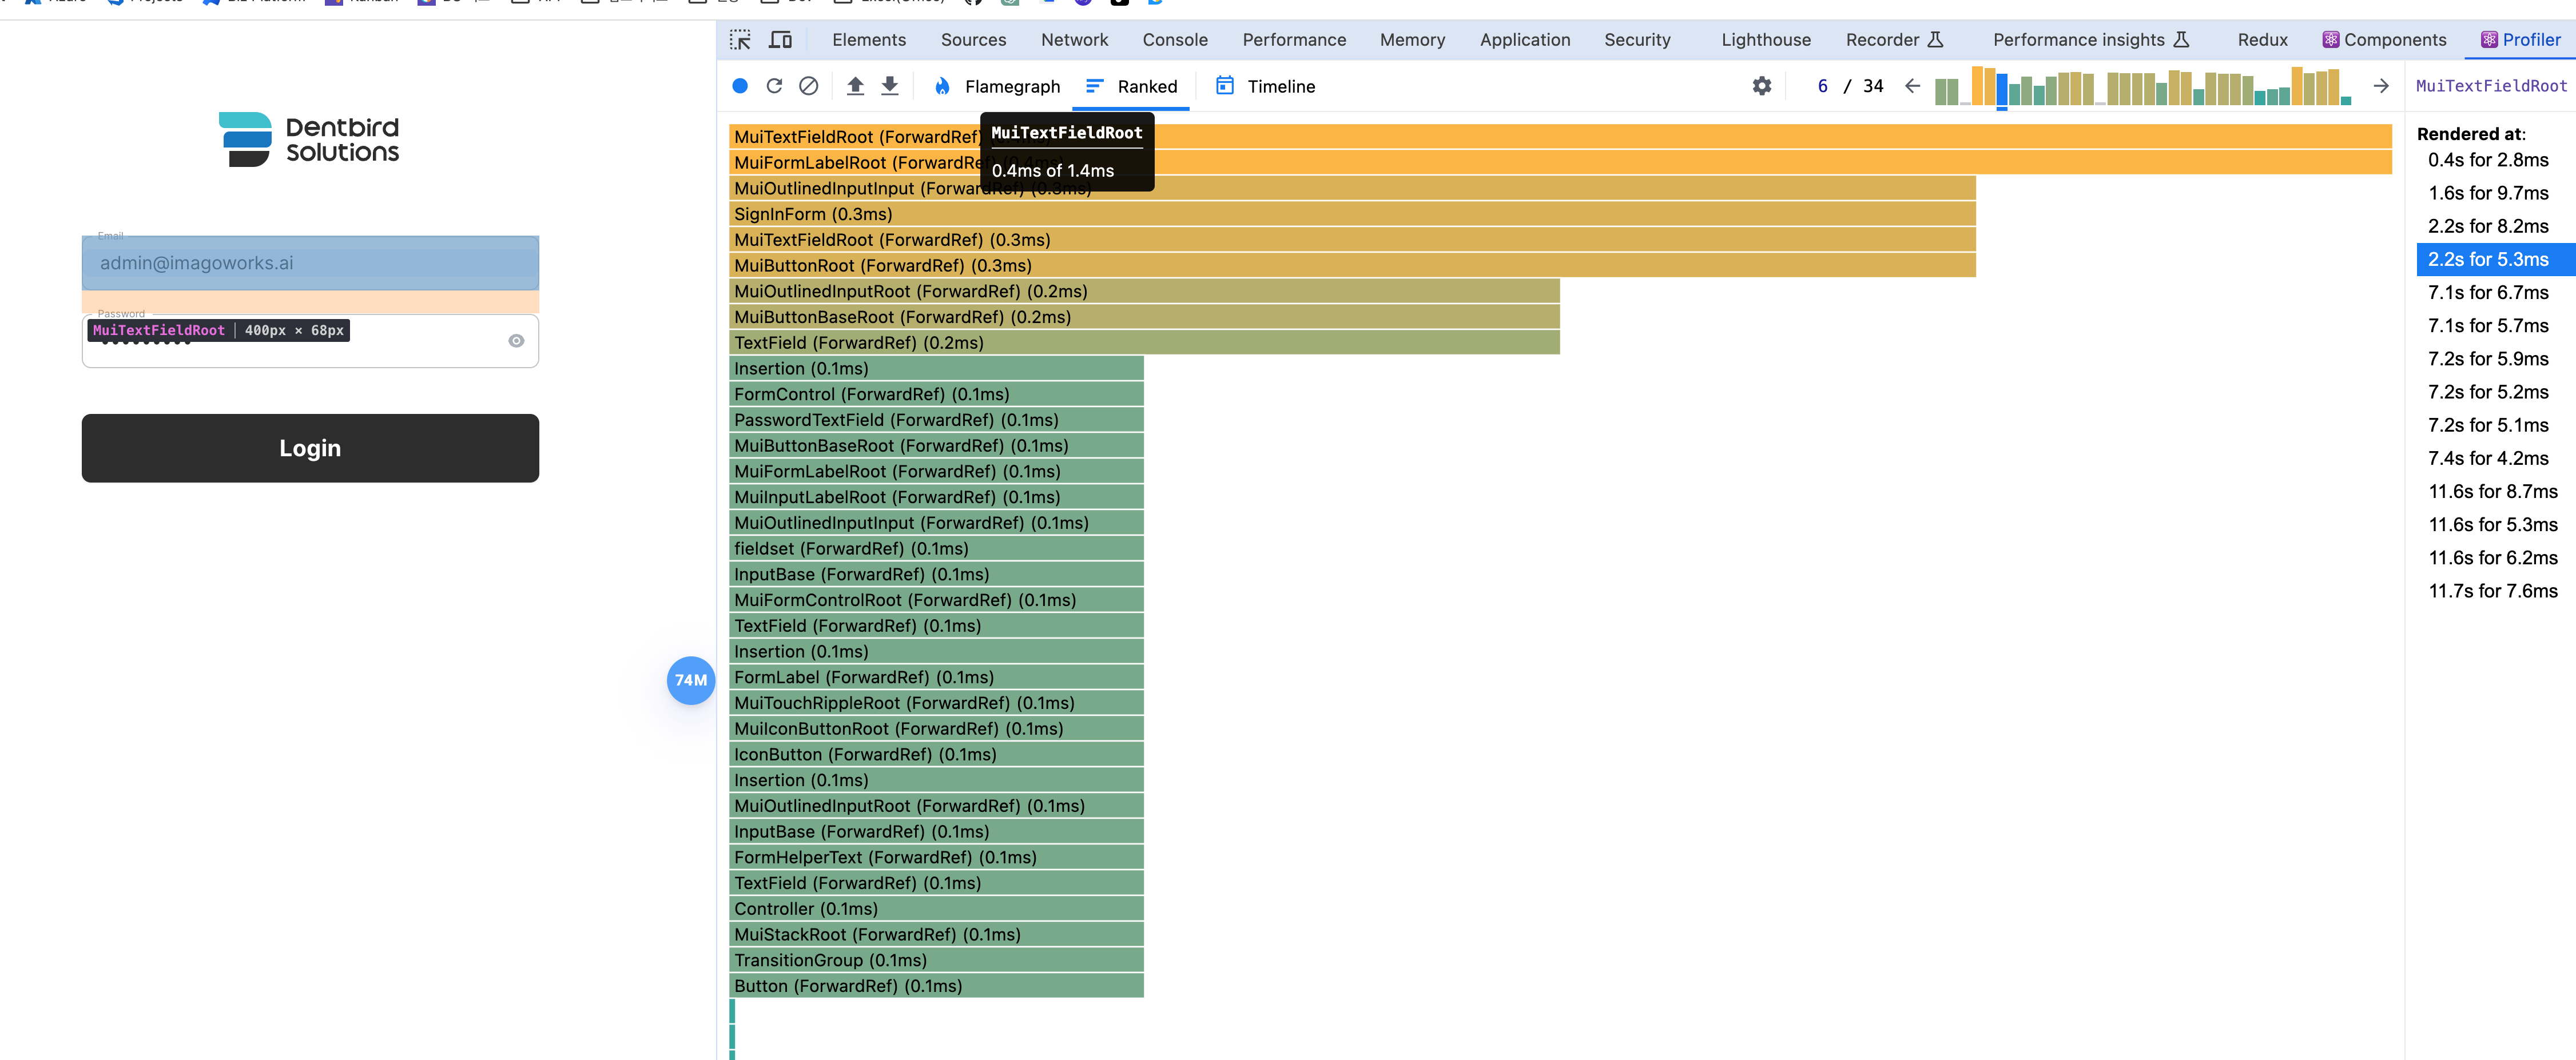 Elements Sources Network Console Performance Memory Application Security Lighthouse Recorder Performance insights Redux Components Profiler
Flamegraph Ranked Timeline 6 / 34 MuiTextFieldRoot
Dentbird
Solutions
Email
admin@imagoworks.ai
Password
MuiTextFieldRoot | 400px × 68px
Login
74M
MuiTextFieldRoot (ForwardRef)
MuiTextFieldRoot
0.4ms of 1.4ms
MuiFormLabelRoot (ForwardRef) (0.4ms)
MuiOutlinedInputInput (ForwardRef) (0.3ms)
SignInForm (0.3ms)
MuiTextFieldRoot (ForwardRef) (0.3ms)
MuiButtonRoot (ForwardRef) (0.3ms)
MuiOutlinedInputRoot (ForwardRef) (0.2ms)
MuiButtonBaseRoot (ForwardRef) (0.2ms)
TextField (ForwardRef) (0.2ms)
Insertion (0.1ms)
FormControl (ForwardRef) (0.1ms)
PasswordTextField (ForwardRef) (0.1ms)
MuiButtonBaseRoot (ForwardRef) (0.1ms)
MuiFormLabelRoot (ForwardRef) (0.1ms)
MuiInputLabelRoot (ForwardRef) (0.1ms)
MuiOutlinedInputInput (ForwardRef) (0.1ms)
fieldset (ForwardRef) (0.1ms)
InputBase (ForwardRef) (0.1ms)
MuiFormControlRoot (ForwardRef) (0.1ms)
TextField (ForwardRef) (0.1ms)
Insertion (0.1ms)
FormLabel (ForwardRef) (0.1ms)
MuiTouchRippleRoot (ForwardRef) (0.1ms)
MuiIconButtonRoot (ForwardRef) (0.1ms)
IconButton (ForwardRef) (0.1ms)
Insertion (0.1ms)
MuiOutlinedInputRoot (ForwardRef) (0.1ms)
InputBase (ForwardRef) (0.1ms)
FormHelperText (ForwardRef) (0.1ms)
TextField (ForwardRef) (0.1ms)
Controller (0.1ms)
MuiStackRoot (ForwardRef) (0.1ms)
TransitionGroup (0.1ms)
Button (ForwardRef) (0.1ms)
Rendered at:
0.4s for 2.8ms
1.6s for 9.7ms
2.2s for 8.2ms
2.2s for 5.3ms
7.1s for 6.7ms
7.1s for 5.7ms
7.2s for 5.9ms
7.2s for 5.2ms
7.2s for 5.1ms
7.4s for 4.2ms
11.6s for 8.7ms
11.6s for 5.3ms
11.6s for 6.2ms
11.7s for 7.6ms